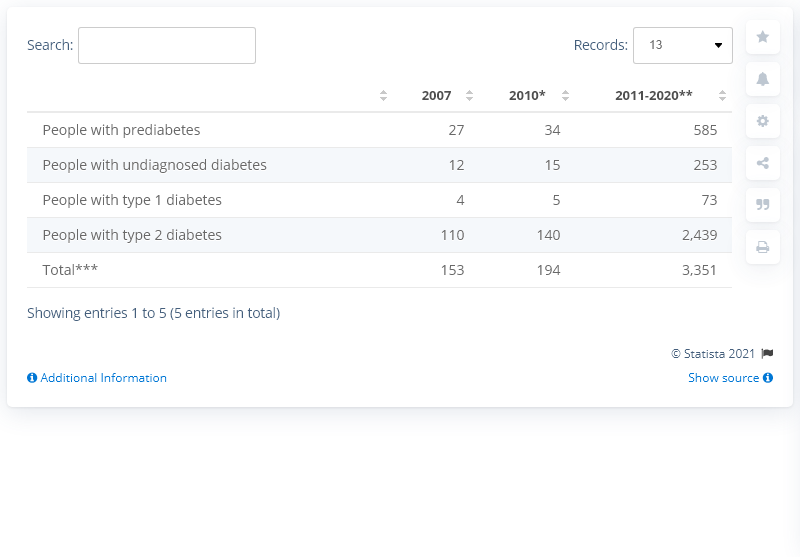 Search: Records: 13
2007 2010* 2011-2020**
People with prediabetes 27 34 585
People with undiagnosed diabetes 12 15 253
People with type 1 diabetes 4 5 73
People with type 2 diabetes 110 140 2,439
Total*** 153 194 3,351
Showing entries 1 to 5 (5 entries in total)
© Statista 2021
Additional Information Show source